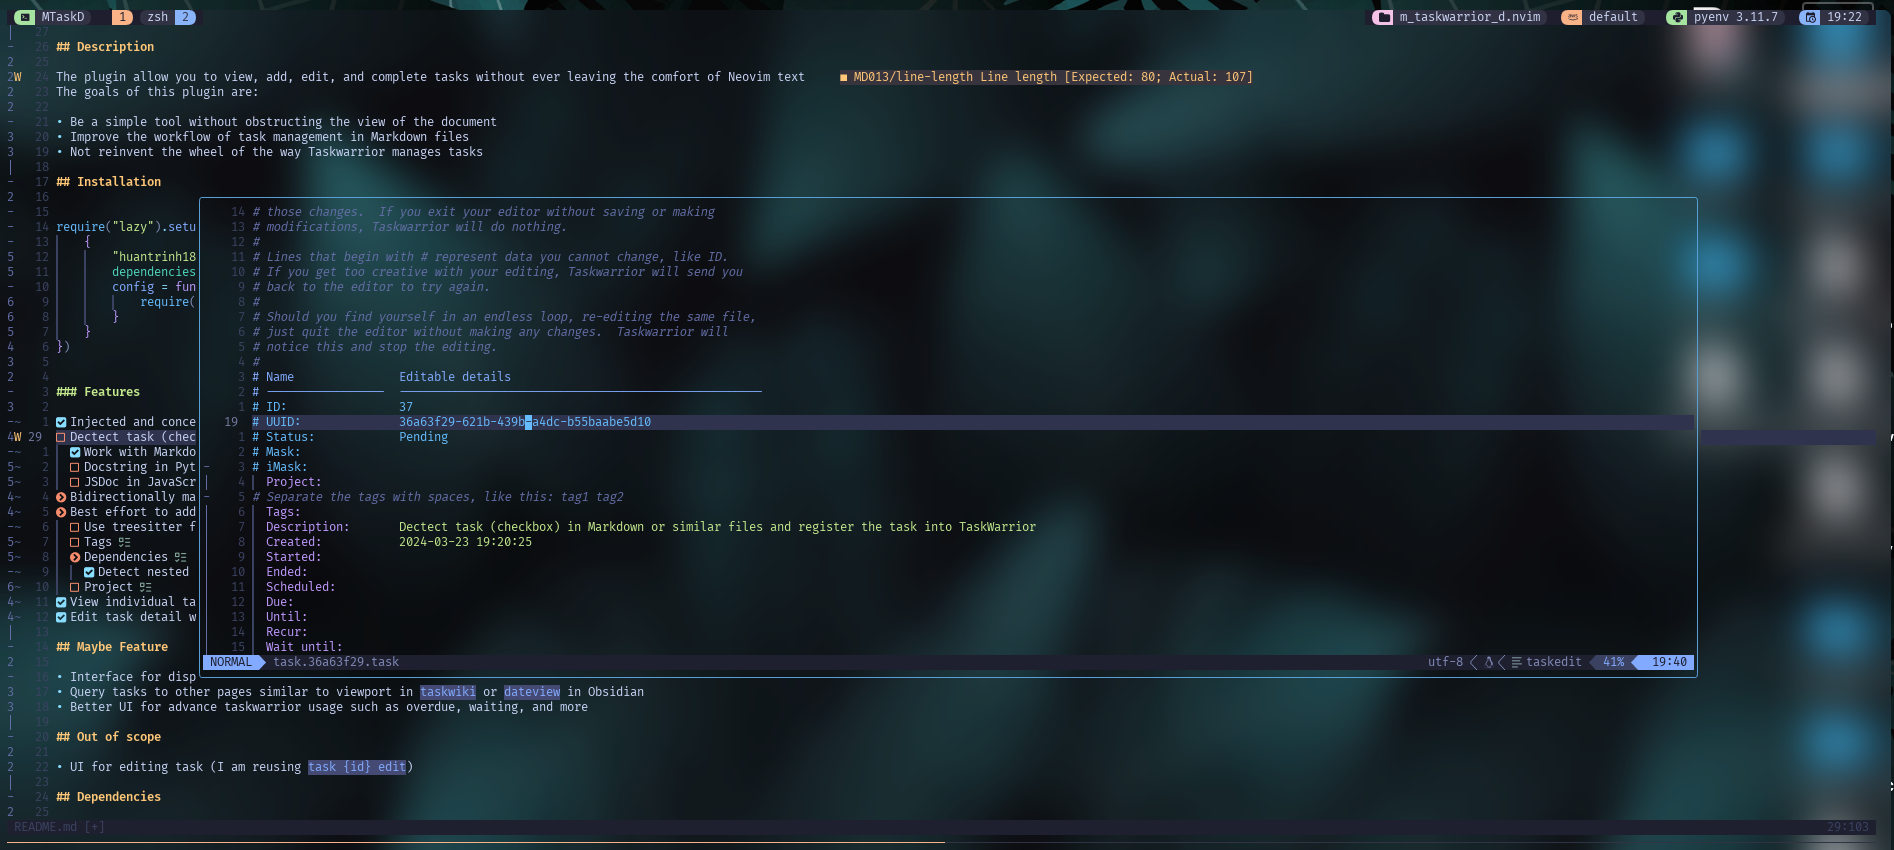 MTaskD 1 zsh 2 m_taskwarrior_d.nvim default pyenv 3.11.7 19:22
27
- 26 ## Description
2 25
2W 24 The plugin allow you to view, add, edit, and complete tasks without ever leaving the comfort of Neovim text ■ MD013/line-length Line length [Expected: 80; Actual: 107]
2 23 The goals of this plugin are:
2 22
- 21 • Be a simple tool without obstructing the view of the document
3 20 • Improve the workflow of task management in Markdown files
3 19 • Not reinvent the wheel of the way Taskwarrior manages tasks
18
- 17 ## Installation
2 16
- 15
- 14 require("lazy").setu
- 13 {
5 12 "huantrinh18
5 11 dependencies
- 10 config = fun
6 9 require(
6 8 }
5 7 }
4 6 })
3 5
2 4
- 3 ### Features
3 2
-~ 1 Injected and conce
4W 29 Dectect task (chec
-~ 1 Work with Markdo
5~ 2 Docstring in Pyt
5~ 3 JSDoc in JavaScr
4~ 4 Bidirectionally ma
4~ 5 Best effort to add
-~ 6 Use treesitter f
5~ 7 Tags
5~ 8 Dependencies
-~ 9 Detect nested
6~ 10 Project
4~ 11 View individual ta
4~ 12 Edit task detail w
13
- 14 ## Maybe Feature
2 15
- 16 • Interface for disp
3 17 • Query tasks to other pages similar to viewport in taskwiki or dateview in Obsidian
3 18 • Better UI for advance taskwarrior usage such as overdue, waiting, and more
19
- 20 ## Out of scope
2 21
2 22 • UI for editing task (I am reusing task {id} edit)
23
- 24 ## Dependencies
2 25
README.md [+] 29:103
14 # those changes.  If you exit your editor without saving or making
13 # modifications, Taskwarrior will do nothing.
12 #
11 # Lines that begin with # represent data you cannot change, like ID.
10 # If you get too creative with your editing, Taskwarrior will send you
9 # back to the editor to try again.
8 #
7 # Should you find yourself in an endless loop, re-editing the same file,
6 # just quit the editor without making any changes.  Taskwarrior will
5 # notice this and stop the editing.
4 #
3 # Name Editable details
2 # ----------------- ----------------------------------------------------
1 # ID: 37
19 # UUID: 36a63f29-621b-439b-a4dc-b55baabe5d10
1 # Status: Pending
2 # Mask:
- 3 # iMask:
4 Project:
- 5 # Separate the tags with spaces, like this: tag1 tag2
6 Tags:
7 Description: Dectect task (checkbox) in Markdown or similar files and register the task into TaskWarrior
8 Created: 2024-03-23 19:20:25
9 Started:
10 Ended:
11 Scheduled:
12 Due:
13 Until:
14 Recur:
15 Wait until:
NORMAL task.36a63f29.task utf-8 taskedit 41% 19:40